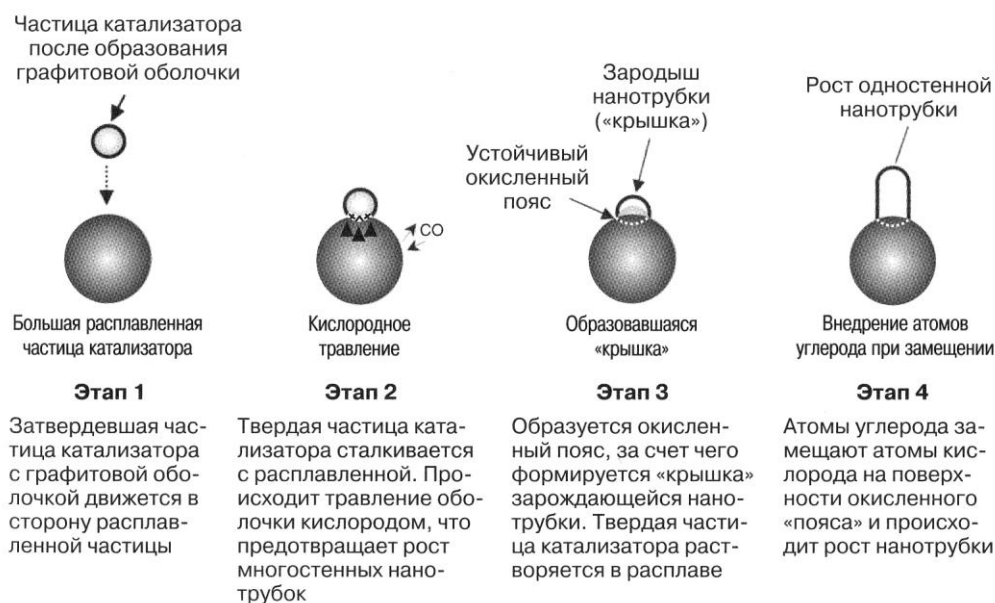 Частица катализатора
после образования
графитовой оболочки
Большая расплавленная
частица катализатора
Этап 1
Затвердевшая час-
тица катализатора
с графитовой обо-
лочкой движется в
сторону расплав-
ленной частицы
CO
Кислородное
травление
Этап 2
Твердая частица ката-
лизатора сталкивается
с расплавленной. Про-
исходит травление обо-
лочки кислородом, что
предотвращает рост
многостенных нано-
трубок
Зародыш
нанотрубки
(«крышка»)
Устойчивый
окисленный
пояс
Образовавшаяся
«крышка»
Этап 3
Образуется окислен-
ный пояс, за счет чего
формируется «крышка»
зарождающейся нано-
трубки. Твердая части-
ца катализатора раст-
воряется в расплаве
Рост одностенной
нанотрубки
Внедрение атомов
углерода при замещении
Этап 4
Атомы углерода за-
мещают атомы кис-
лорода на поверх-
ности окисленного
«пояса» и происхо-
дит рост нанотрубки